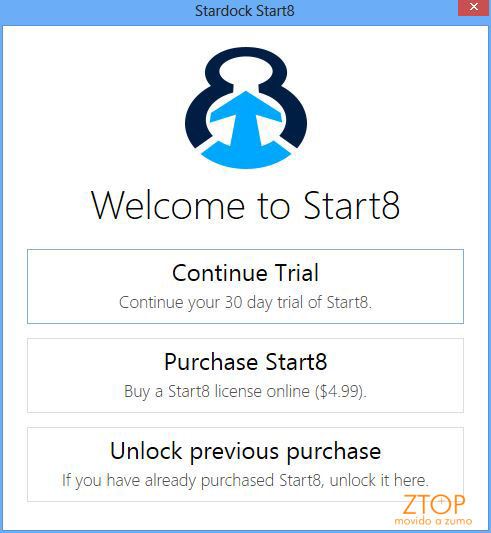 Stardock Start8
Welcome to Start8
Continue Trial
Continue your 30 day trial of Start8.
Purchase Start8
Buy a Start8 license online ($4.99).
Unlock previous purchase
If you have already purchased Start8, unlock it here.
ZTOP
movido a zumo